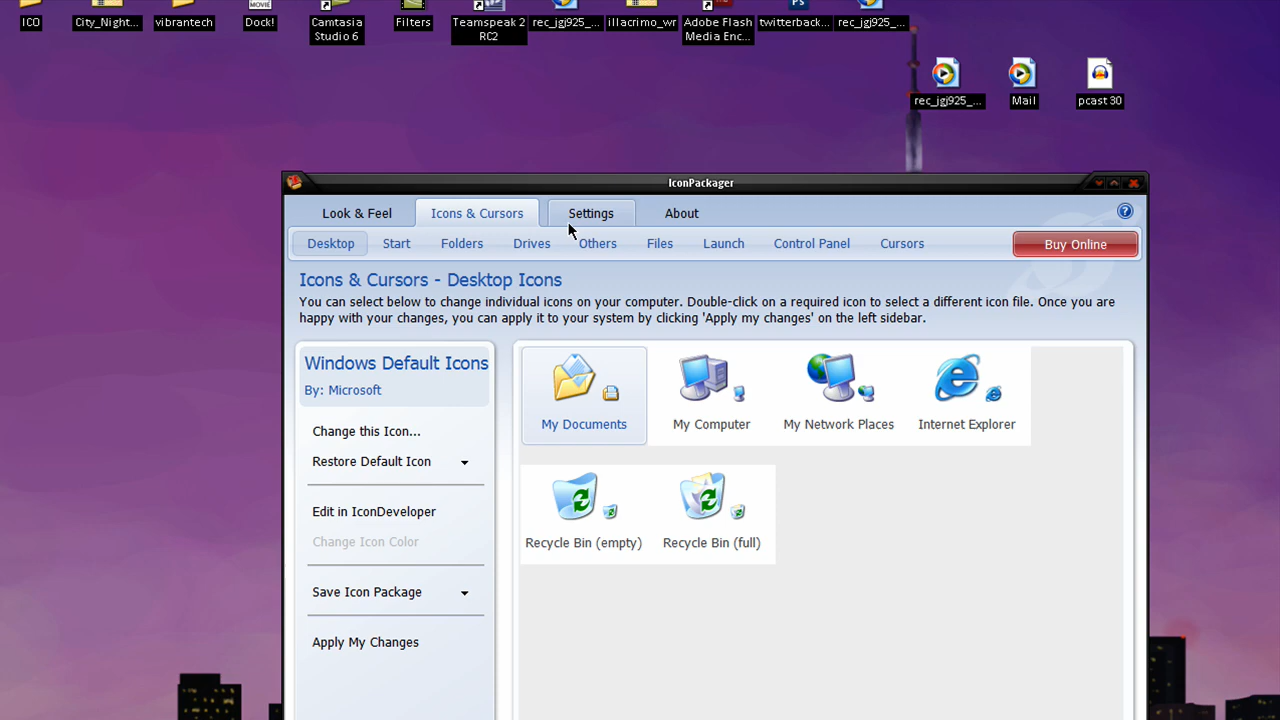 ICO
City_Night...
vibrantech
Dock!
Camtasia
Studio 6
Filters
Teamspeak 2
RC2
rec_jgj925_...
illacrimo_wr
Adobe Flash
Media Enc...
twitterback...
rec_jgj925_...
rec_jgj925_...
Mail
pcast 30
IconPackager
Look & Feel
Icons & Cursors
Settings
About
Desktop
Start
Folders
Drives
Others
Files
Launch
Control Panel
Cursors
Buy Online
Icons & Cursors - Desktop Icons
You can select below to change individual icons on your computer. Double-click on a required icon to select a different icon file. Once you are
happy with your changes, you can apply it to your system by clicking 'Apply my changes' on the left sidebar.
Windows Default Icons
By: Microsoft
Change this Icon...
Restore Default Icon
Edit in IconDeveloper
Change Icon Color
Save Icon Package
Apply My Changes
My Documents
My Computer
My Network Places
Internet Explorer
Recycle Bin (empty)
Recycle Bin (full)